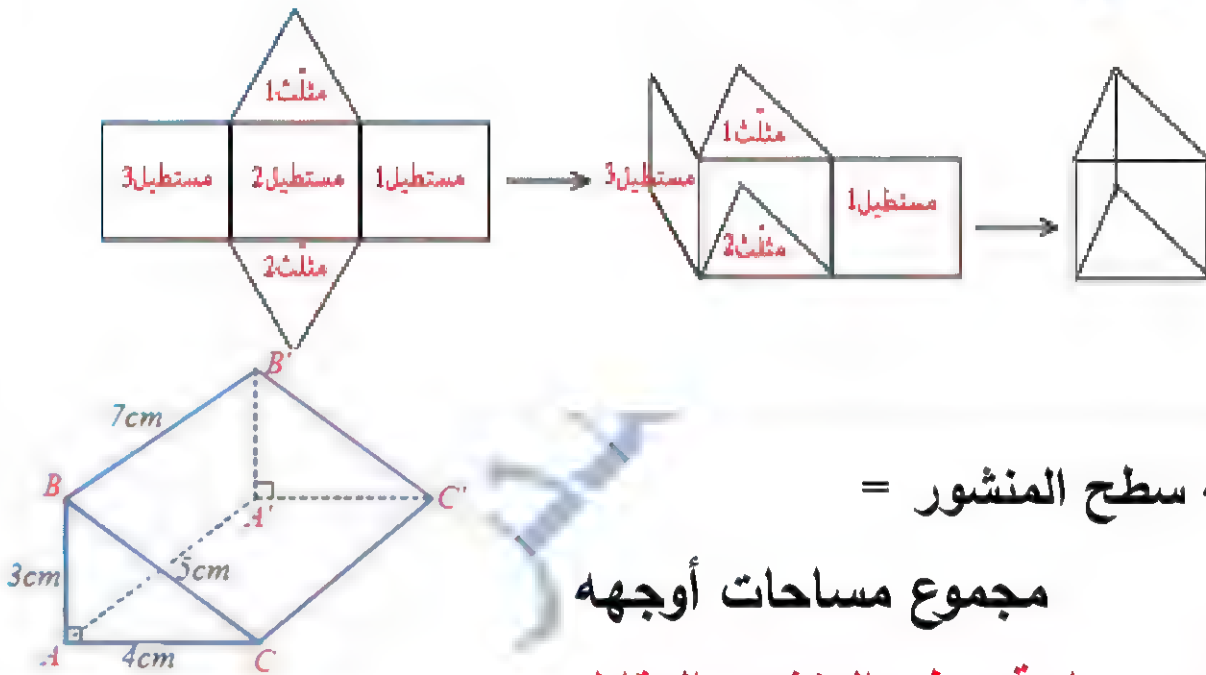 مثلث1
مستطيل3 مستطيل2 مستطيل1
مثلث2
مثلث1
مستطيل3
مستطيل1
مثلث2
B'
7cm
B
A'
C'
3cm
5cm
A
4cm
C
سطح المنشور =
مجموع مساحات أوجهه